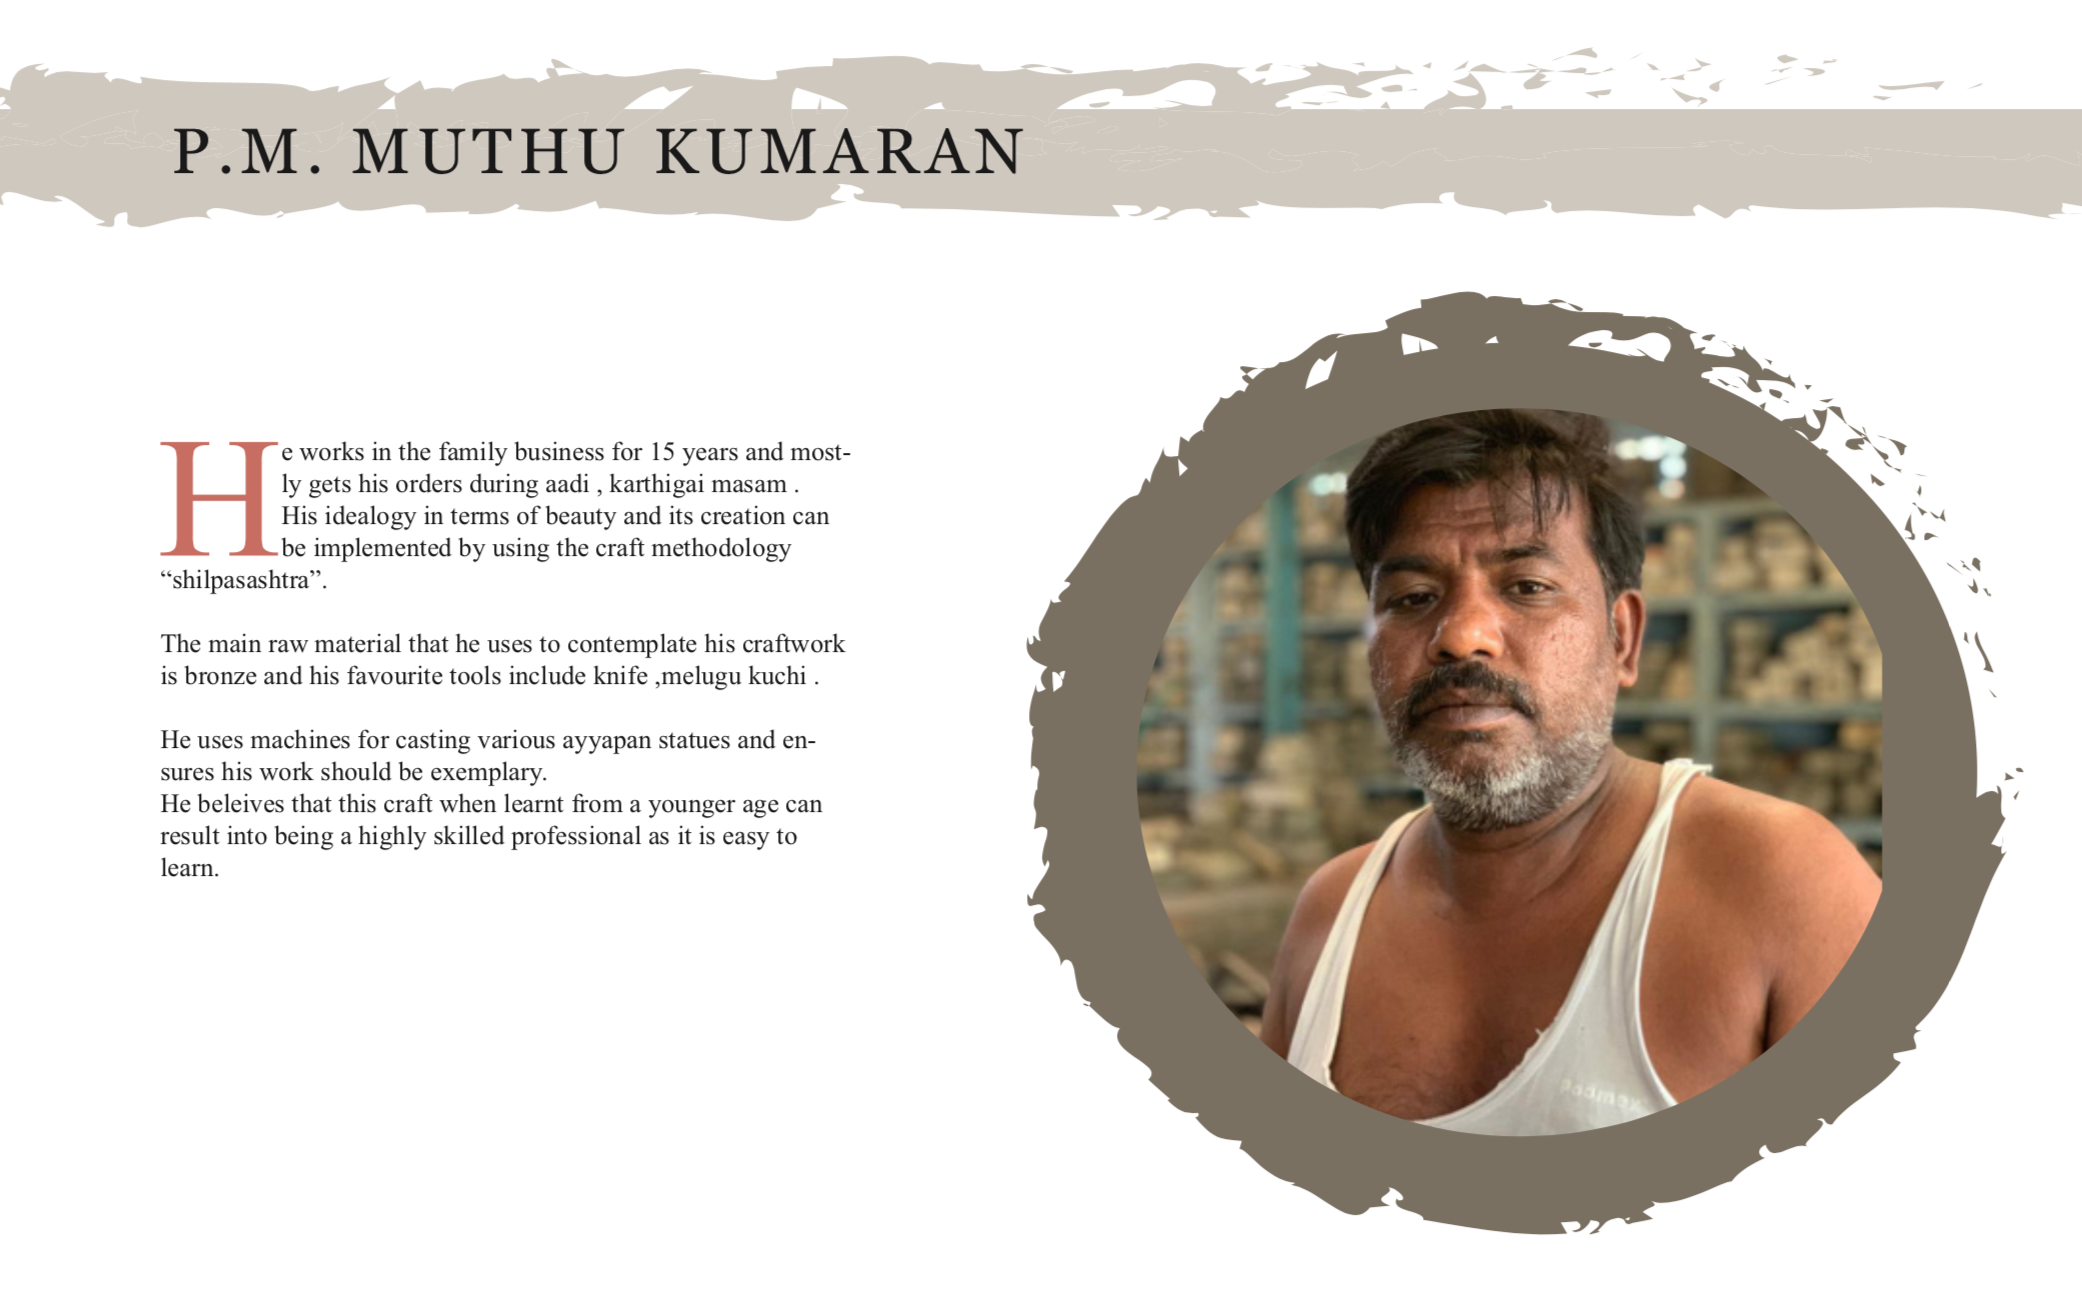 P.M. MUTHU KUMARAN
He works in the family business for 15 years and most-
ly gets his orders during aadi , karthigai masam .
His idealogy in terms of beauty and its creation can
be implemented by using the craft methodology
“shilpasashtra”.
The main raw material that he uses to contemplate his craftwork
is bronze and his favourite tools include knife ,melugu kuchi .
He uses machines for casting various ayyapan statues and en-
sures his work should be exemplary.
He beleives that this craft when learnt from a younger age can
result into being a highly skilled professional as it is easy to
learn.